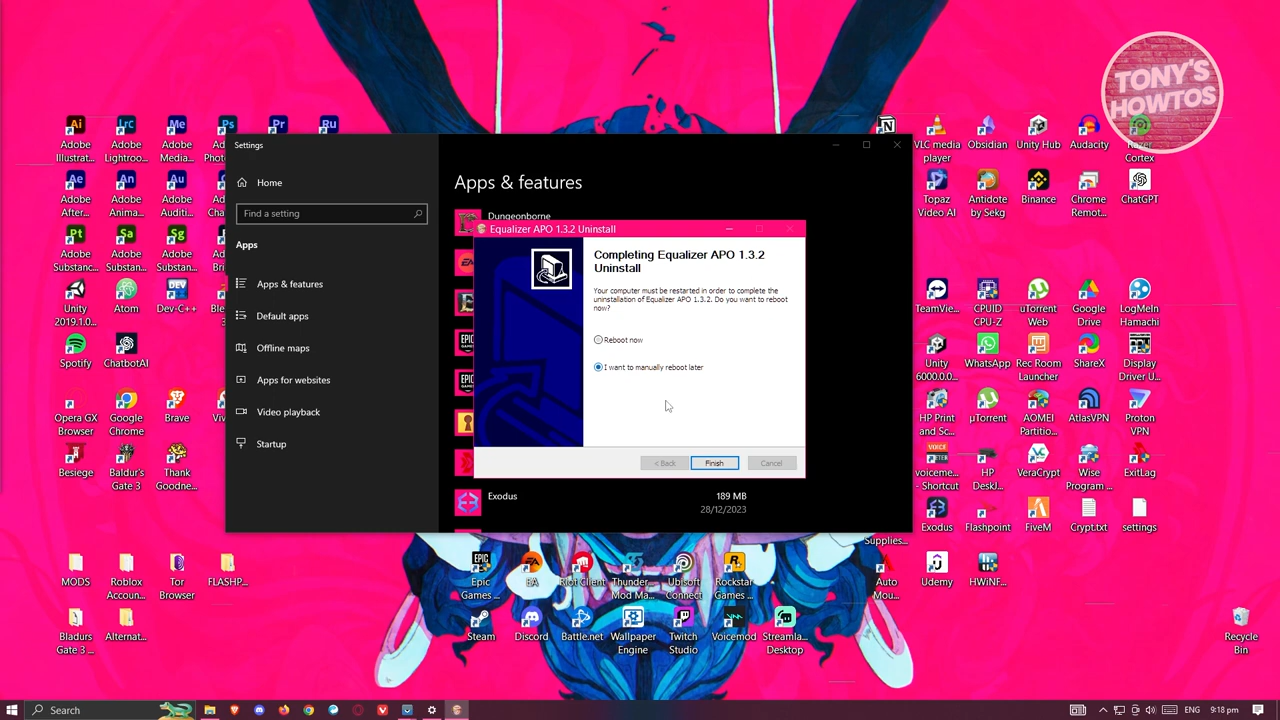 TONY'S
HOWTOS
Adobe Illustrat...
Adobe Lightroo...
Adobe Media...
Adobe
VLC media player
Obsidian
Unity Hub
Audacity
Razer Cortex
Adobe After...
Adobe Anima...
Adobe Auditi...
Topaz Video AI
Antidote by Sekg
Binance
Chrome Remot...
ChatGPT
Adobe Substanc...
Adobe Substan...
Adobe Substan...
Unity 2019.1.0...
Atom
Dev-C++
TeamVie...
CPUID CPU-Z
uTorrent Web
Google Drive
LogMeIn Hamachi
Spotify
ChatbotAI
Unity 6000.0.0...
WhatsApp
Rec Room Launcher
ShareX
Display Driver U...
Opera GX Browser
Google Chrome
Brave
HP Print and Sc...
µTorrent
AOMEI Partitio...
AtlasVPN
Proton VPN
Besiege
Baldur's Gate 3
Thank Goodne...
voiceme... - Shortcut
HP DeskJ...
VeraCrypt
Wise Program ...
ExitLag
Exodus
Flashpoint
FiveM
Crypt.txt
settings
Settings
Home
Find a setting
Apps
Apps & features
Default apps
Offline maps
Apps for websites
Video playback
Startup
Apps & features
Dungeonborne
Equalizer APO 1.3.2 Uninstall
Completing Equalizer APO 1.3.2
Uninstall
Your computer must be restarted in order to complete the
uninstallation of Equalizer APO 1.3.2. Do you want to reboot
now?
Reboot now
I want to manually reboot later
< Back
Finish
Cancel
Exodus
189 MB
28/12/2023
Supplies...
MODS
Roblox Accoun...
Tor Browser
FLASHP...
Epic Games ...
EA
Riot Client
Thunder... Mod Ma...
Ubisoft Connect
Rockstar Games ...
Auto Mou...
Udemy
HWiNF...
Bladurs Gate 3 ...
Alternat...
Steam
Discord
Battle.net
Wallpaper Engine
Twitch Studio
Voicemod
Streamla... Desktop
Recycle Bin
Search
ENG
9:18 pm